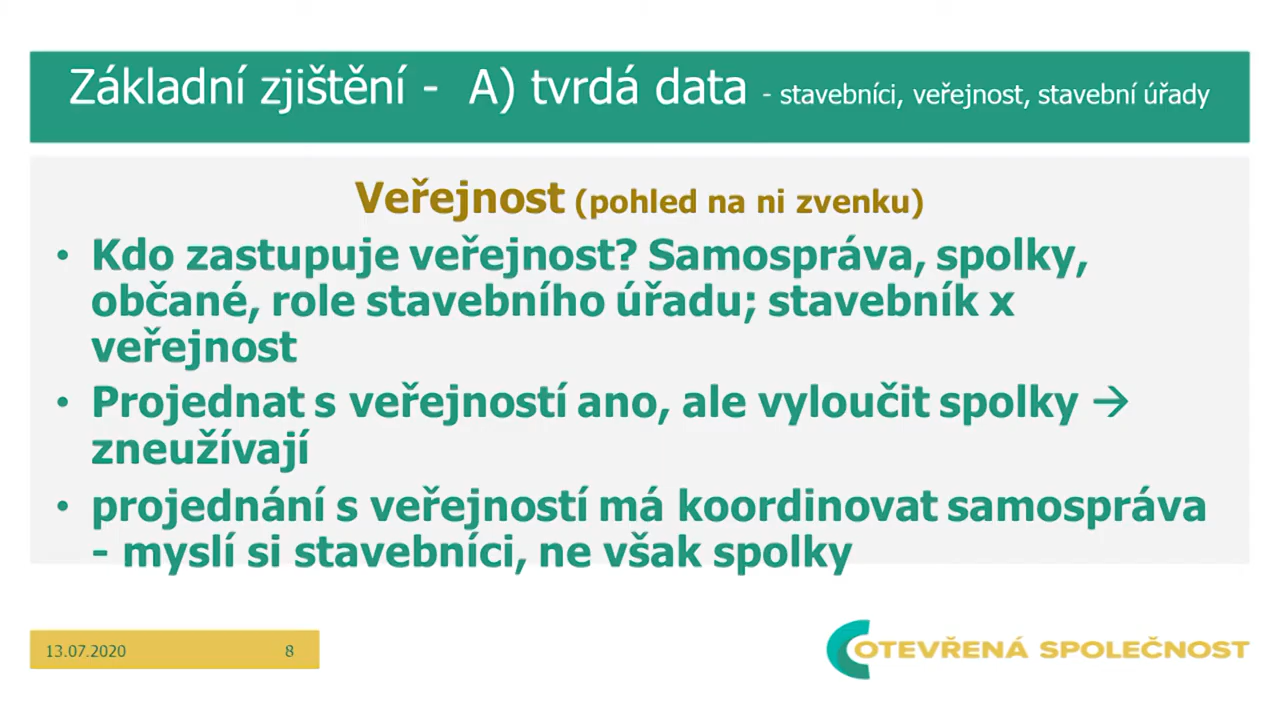 Základní zjištění - A) tvrdá data - stavebníci, veřejnost, stavební úřady
Veřejnost (pohled na ni zvenku)
• Kdo zastupuje veřejnost? Samospráva, spolky,
občané, role stavebního úřadu; stavebník x
veřejnost
• Projednat s veřejností ano, ale vyloučit spolky →
zneužívají
• projednání s veřejností má koordinovat samospráva
- myslí si stavebníci, ne však spolky
13.07.2020 8
OTEVŘENÁ SPOLEČNOST